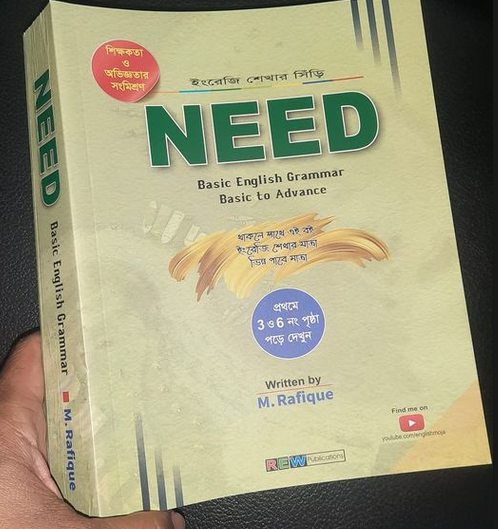 শিক্ষকতা
ও
অভিজ্ঞতার
সংমিশ্রণ
ইংরেজি শেখার সিঁড়ি
NEED
Basic English Grammar
Basic to Advance
থাকলে সাথে এই বই
ইংরেজি শেখার মাত্রা
ভিন্ন পাবে মাত্রা
প্রথমে
3 ও 6 নং পৃষ্ঠা
পড়ে দেখুন
Written by
M. Rafique
Find me on
youtube.com/englishmoja
REW Publications
NEED Basic English Grammar M. Rafique